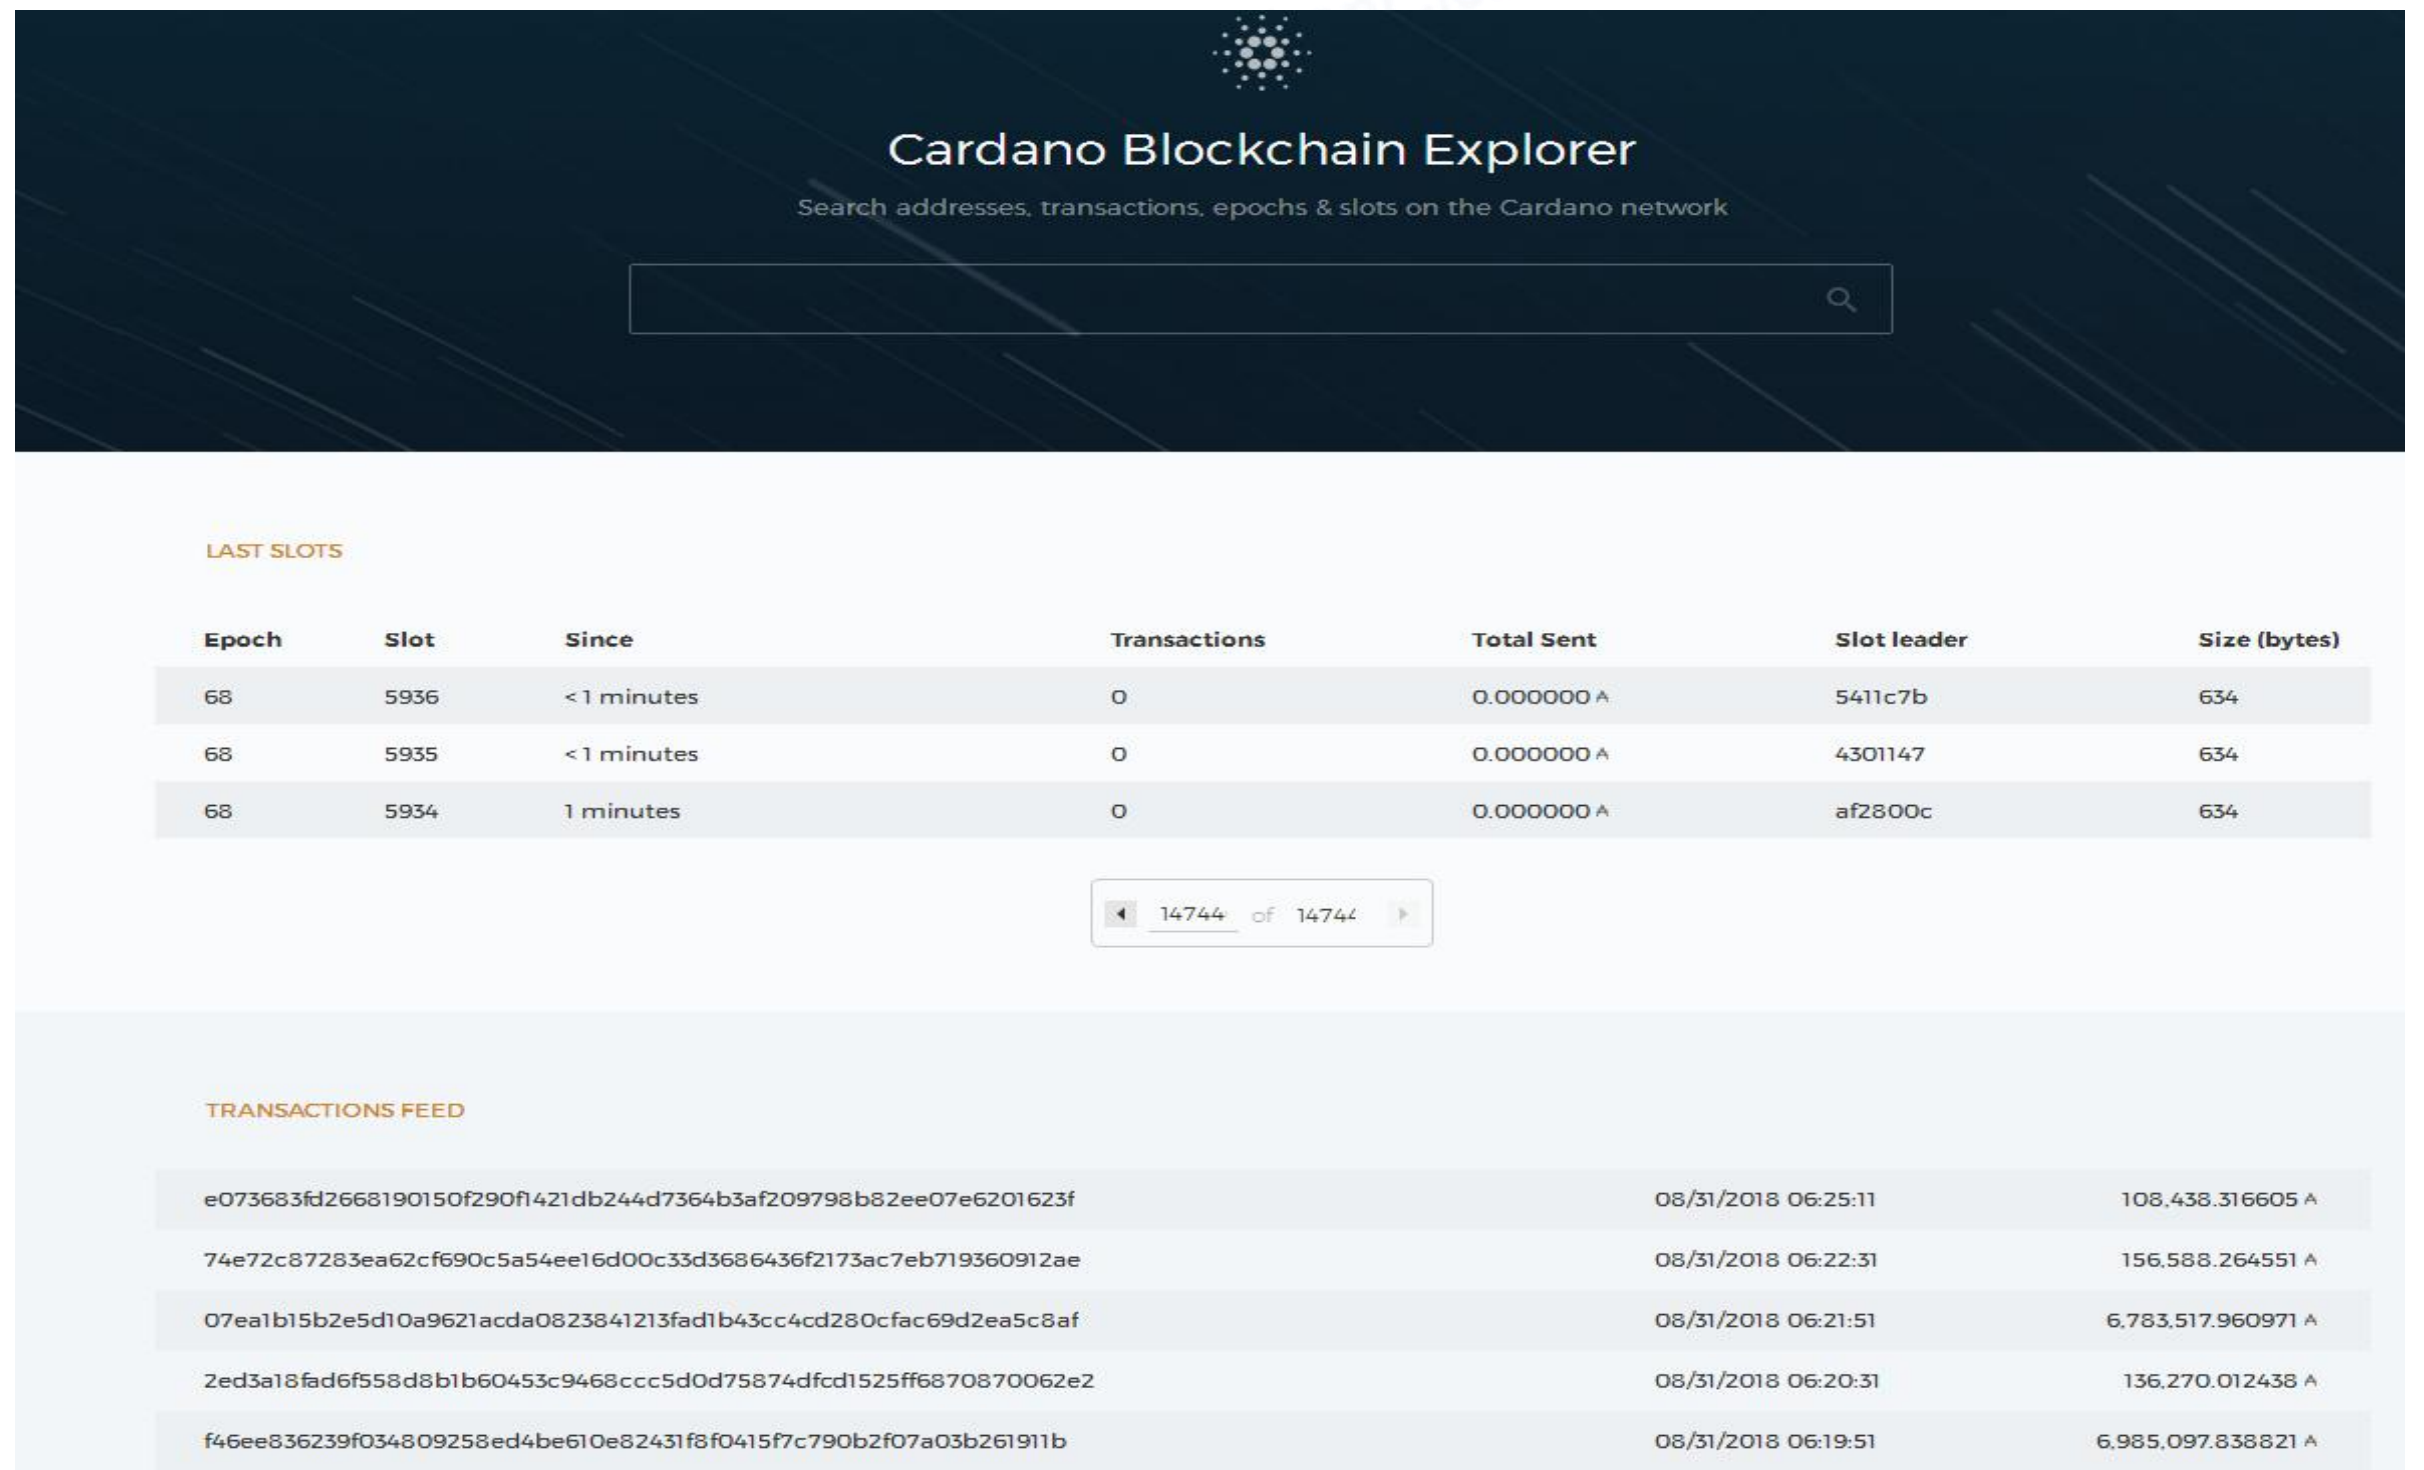 Cardano Blockchain Explorer
Search addresses, transactions, epochs & slots on the Cardano network
LAST SLOTS
Epoch Slot Since Transactions Total Sent Slot leader Size (bytes)
68 5936 < 1 minutes 0 0.000000 ₳ 5411c7b 634
68 5935 < 1 minutes 0 0.000000 ₳ 4301147 634
68 5934 1 minutes 0 0.000000 ₳ af2800c 634
14744 of 14744
TRANSACTIONS FEED
e073683fd2668190150f290f1421db244d7364b3af209798b82ee07e6201623f 08/31/2018 06:25:11 108,438.316605 ₳
74e72c87283ea62cf690c5a54ee16d00c33d3686436f2173ac7eb719360912ae 08/31/2018 06:22:31 156,588.264551 ₳
07ea1b15b2e5d10a9621acda0823841213fad1b43cc4cd280cfac69d2ea5c8af 08/31/2018 06:21:51 6,783,517.960971 ₳
2ed3a18fad6f558d8b1b60453c9468ccc5d0d75874dfcd1525ff6870870062e2 08/31/2018 06:20:31 136,270.012438 ₳
f46ee836239f034809258ed4be610e82431f8f0415f7c790b2f07a03b261911b 08/31/2018 06:19:51 6,985,097.838821 ₳